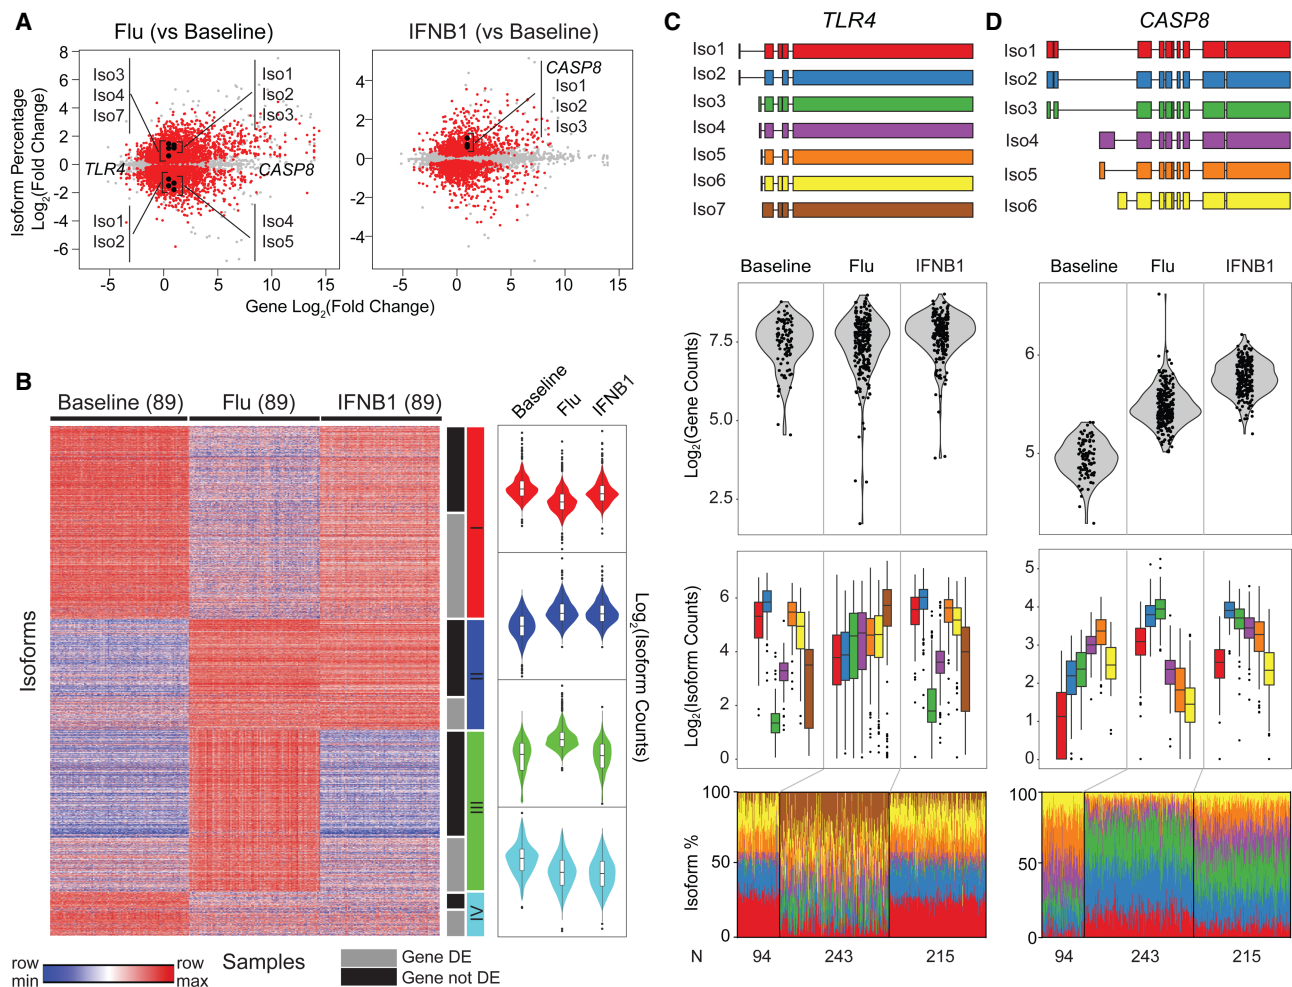 A
Flu (vs Baseline)
IFNB1 (vs Baseline)
Isoform Percentage
Log2(Fold Change)
8
6
4
2
0
-2
-4
-6
Iso3
Iso4
Iso7
Iso1
Iso2
Iso3
TLR4
CASP8
Iso1
Iso2
Iso4
Iso5
-5
0
5
10
15
4
2
0
-2
-4
CASP8
Iso1
Iso2
Iso3
-5
0
5
10
15
Gene Log2(Fold Change)
B
Baseline (89)
Flu (89)
IFNB1 (89)
Baseline
Flu
IFNB1
Isoforms
I
II
III
IV
Log2(Isoform Counts)
row min
row max
Samples
Gene DE
Gene not DE
C
TLR4
Iso1
Iso2
Iso3
Iso4
Iso5
Iso6
Iso7
Baseline
Flu
IFNB1
Log2(Gene Counts)
7.5
5.0
2.5
Log2(Isoform Counts)
6
4
2
0
Isoform %
100
50
0
N
94
243
215
D
CASP8
Iso1
Iso2
Iso3
Iso4
Iso5
Iso6
Baseline
Flu
IFNB1
6
5
5
4
3
2
1
0
100
50
0
94
243
215